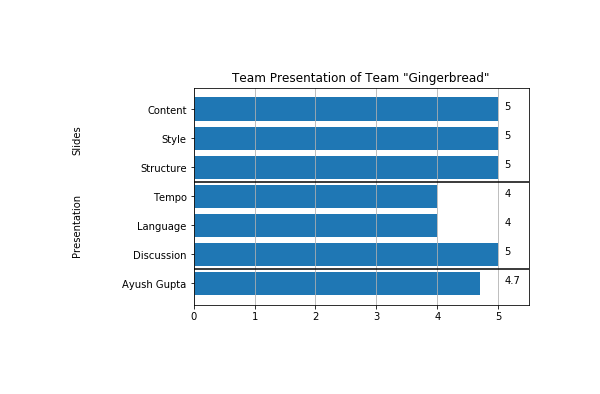 Team Presentation of Team "Gingerbread"
Slides
Content 5
Style 5
Structure 5
Presentation
Tempo 4
Language 4
Discussion 5
Ayush Gupta 4.7
0 1 2 3 4 5